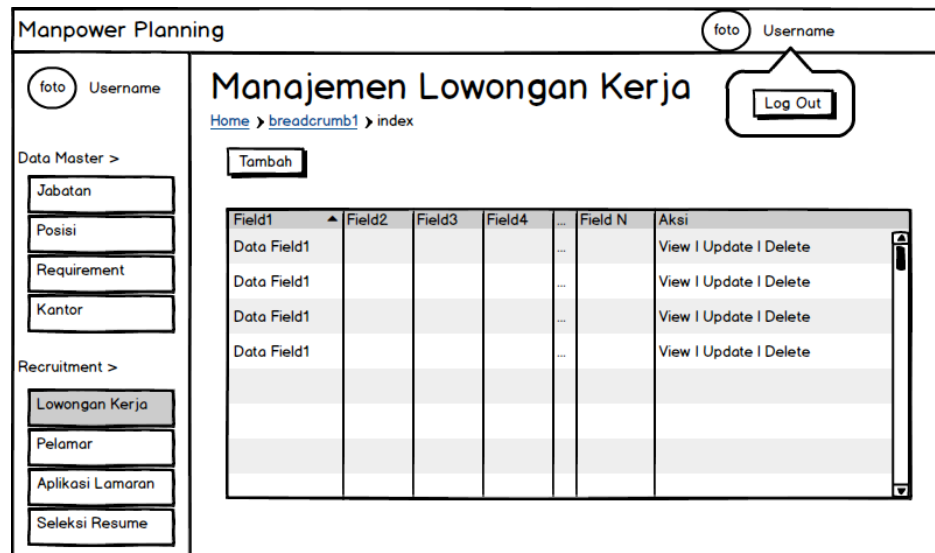 Manpower Planning
foto Username
foto Username
Log Out
Data Master >
Jabatan
Posisi
Requirement
Kantor
Recruitment >
Lowongan Kerja
Pelamar
Aplikasi Lamaran
Seleksi Resume
Manajemen Lowongan Kerja
Home > breadcrumb1 > index
Tambah
Field1 Field2 Field3 Field4 ... Field N Aksi
Data Field1 ... View | Update | Delete
Data Field1 ... View | Update | Delete
Data Field1 ... View | Update | Delete
Data Field1 ... View | Update | Delete